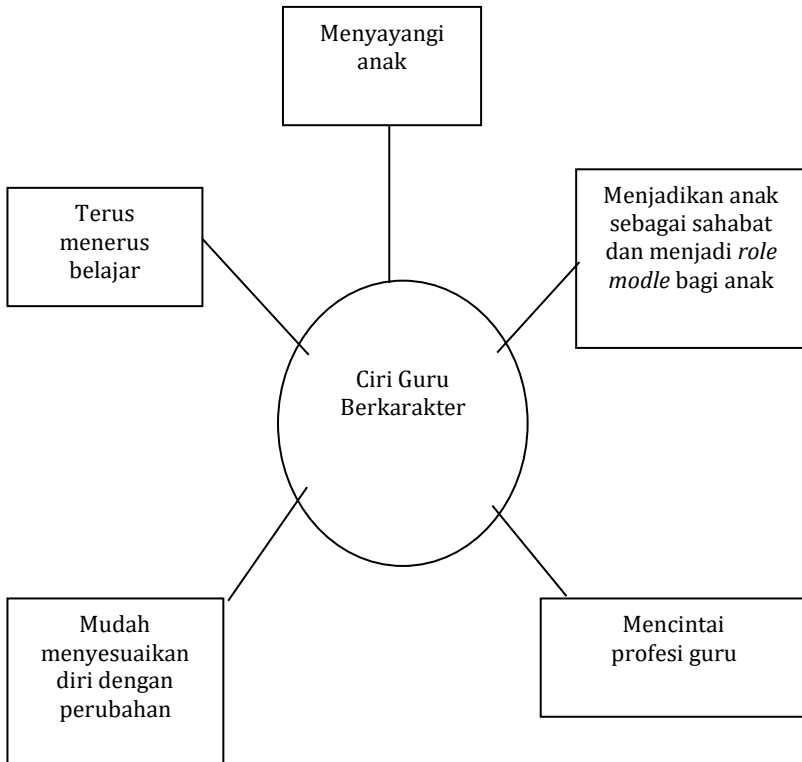 Menyayangi
anak
Menjadikan anak
sebagai sahabat
dan menjadi role
modle bagi anak
Terus
menerus
belajar
Ciri Guru
Berkarakter
Mudah
menyesuaikan
diri dengan
perubahan
Mencintai
profesi guru